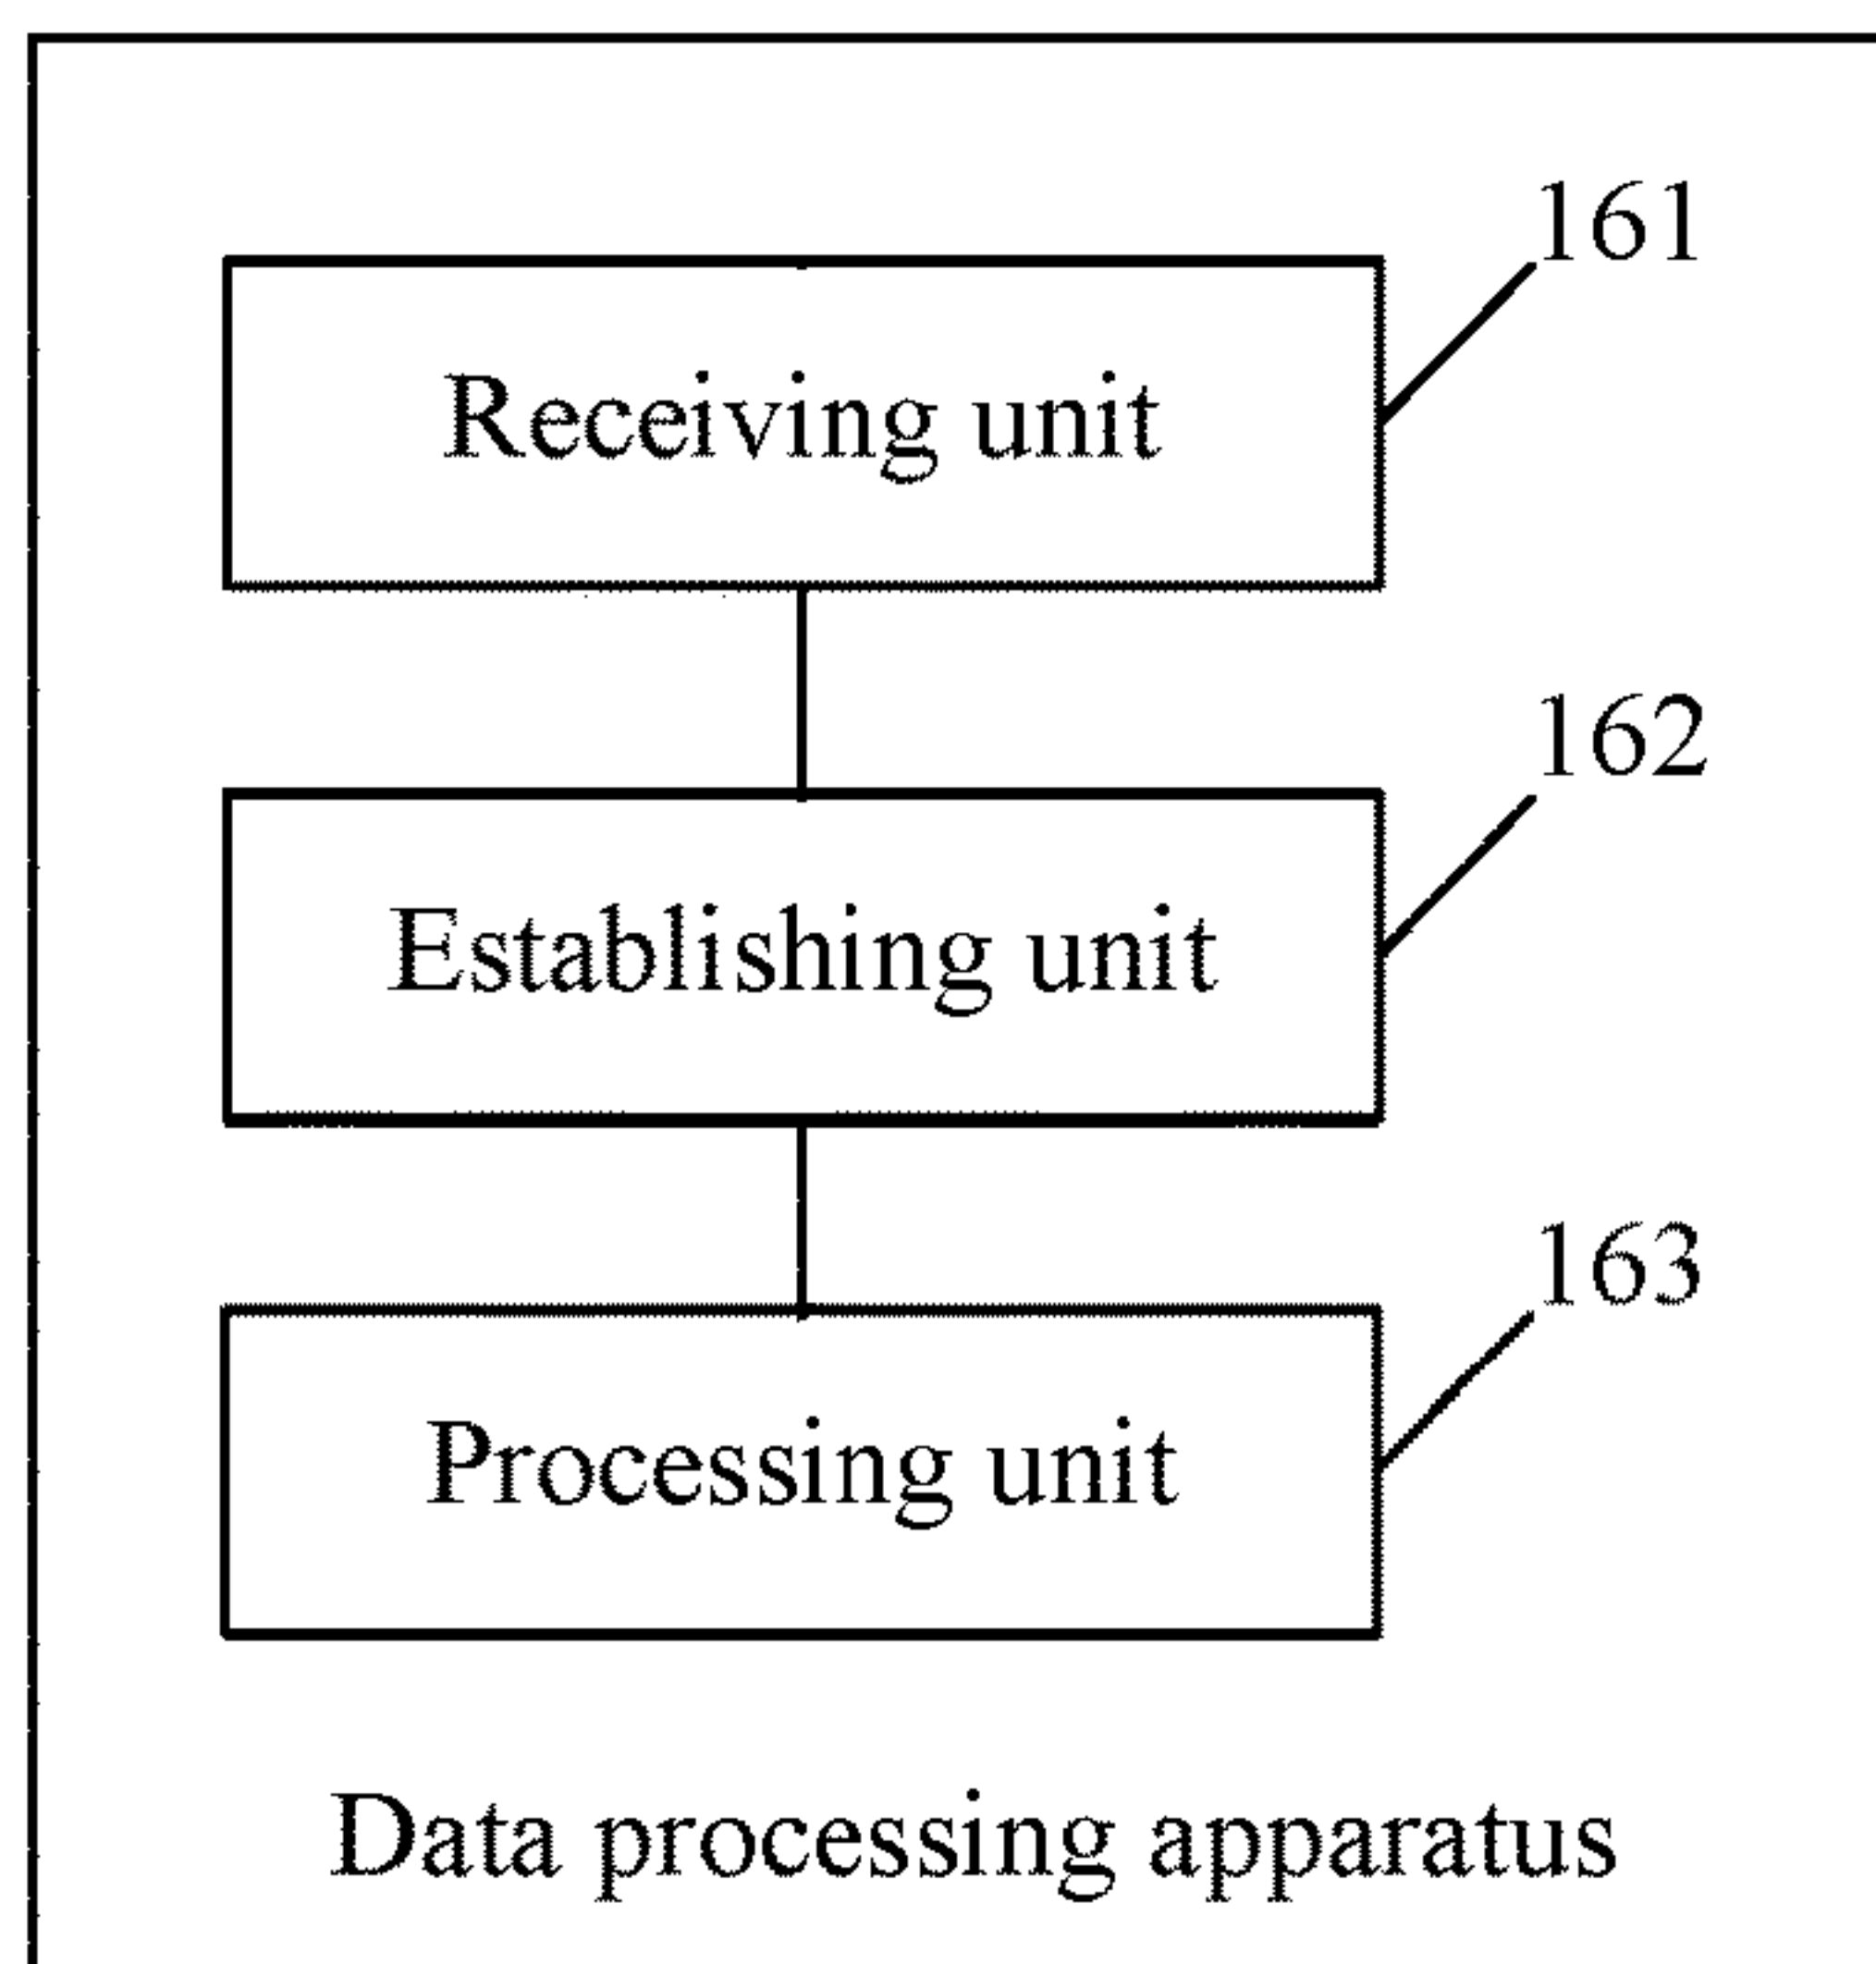 161
Receiving unit
162
Establishing unit
163
Processing unit
Data processing apparatus